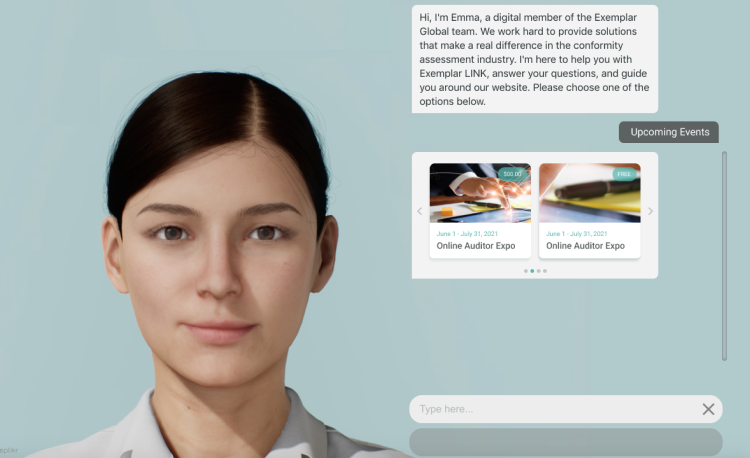 Hi, I'm Emma, a digital member of the Exemplar
Global team. We work hard to provide solutions
that make a real difference in the conformity
assessment industry. I'm here to help you with
Exemplar LINK, answer your questions, and guide
you around our website. Please choose one of the
options below.
Upcoming Events
FREE
June 1 - July 31, 2021
June 1 - July 31, 2021
Online Auditor Expo
Online Auditor Expo
Type here...